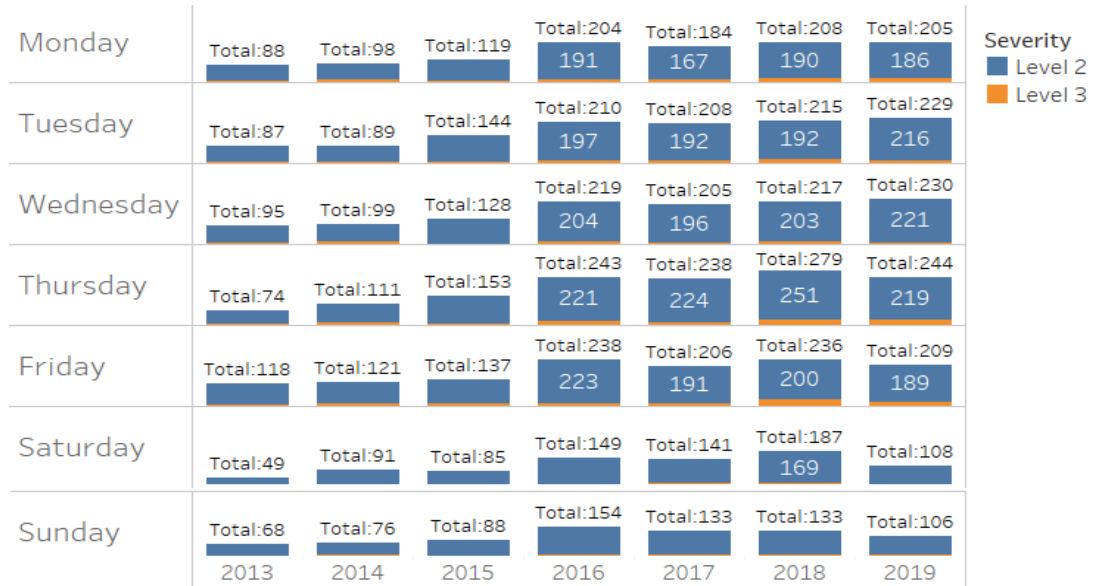 Monday
Total:88 Total:98 Total:119 Total:204 Total:184 Total:208 Total:205
191 167 190 186
Severity
Level 2
Level 3
Tuesday
Total:87 Total:89 Total:144 Total:210 Total:208 Total:215 Total:229
197 192 192 216
Wednesday
Total:95 Total:99 Total:128 Total:219 Total:205 Total:217 Total:230
204 196 203 221
Thursday
Total:74 Total:111 Total:153 Total:243 Total:238 Total:279 Total:244
221 224 251 219
Friday
Total:118 Total:121 Total:137 Total:238 Total:206 Total:236 Total:209
223 191 200 189
Saturday
Total:49 Total:91 Total:85 Total:149 Total:141 Total:187 Total:108
169
Sunday
Total:68 Total:76 Total:88 Total:154 Total:133 Total:133 Total:106
2013 2014 2015 2016 2017 2018 2019